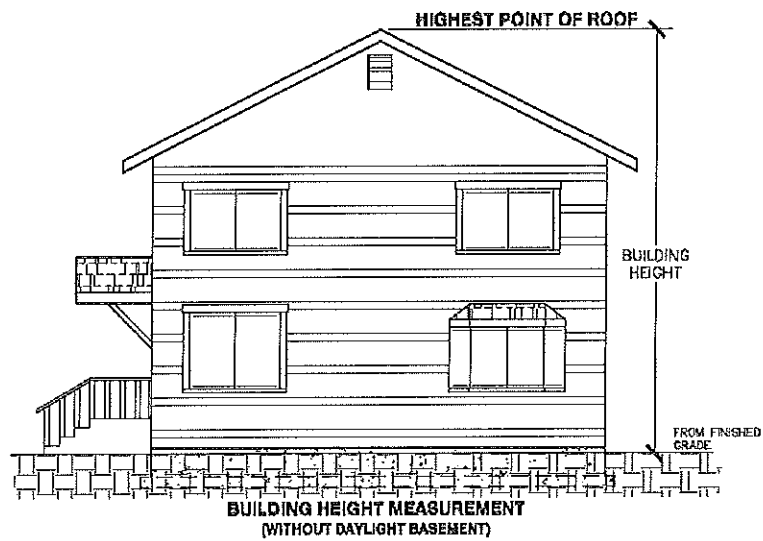 HIGHEST POINT OF ROOF
BUILDING
HEIGHT
FROM FINISHED
GRADE
BUILDING HEIGHT MEASUREMENT
(WITHOUT DAYLIGHT BASEMENT)